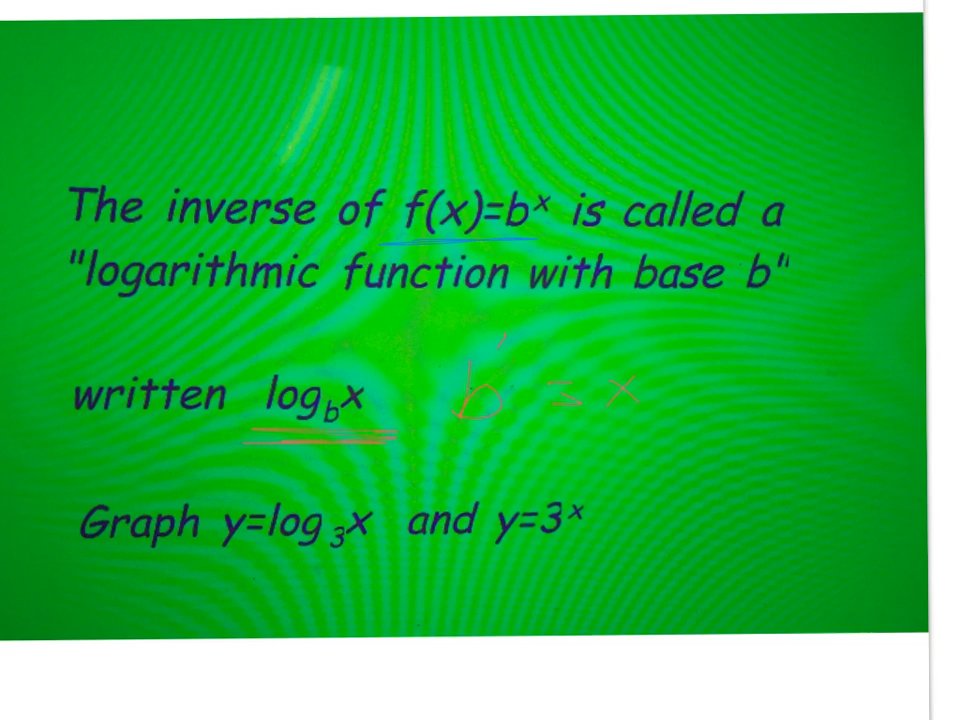 The inverse of f(x)=bˣ is called a
"logarithmic function with base b"
written log_b x b' = x
Graph y=log₃x and y=3ˣ